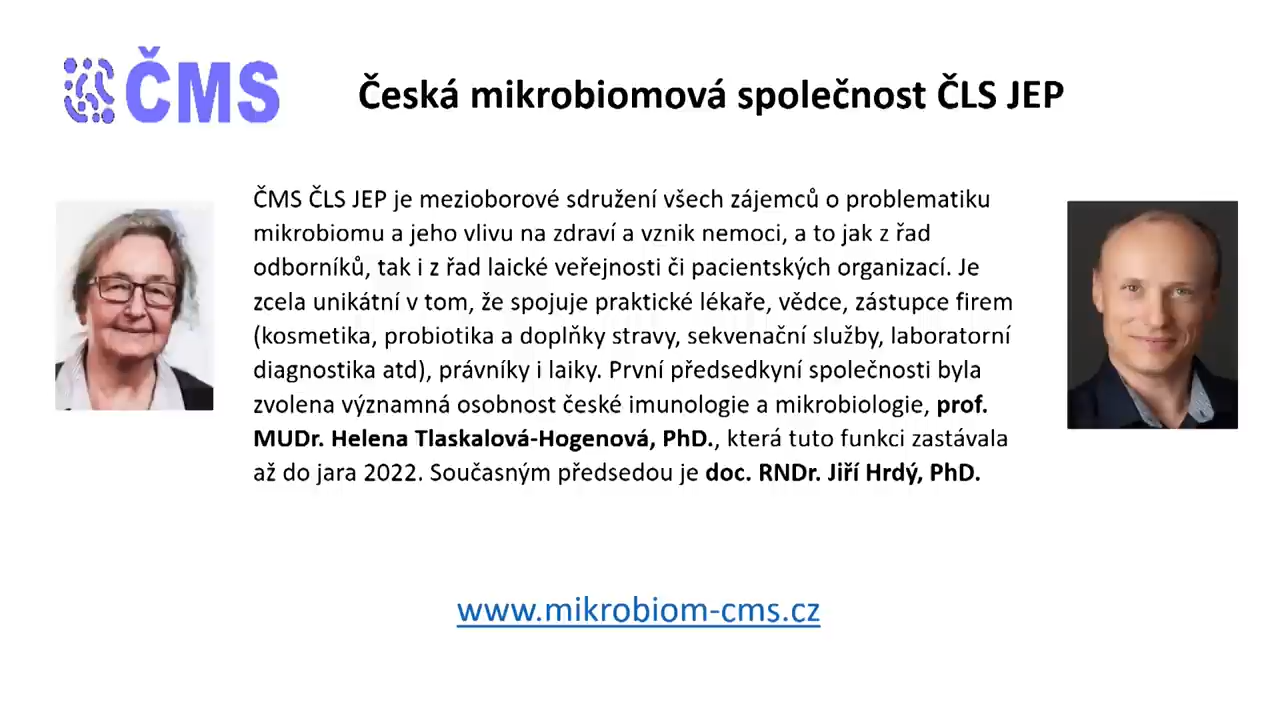 ČMS
Česká mikrobiomová společnost ČLS JEP
ČMS ČLS JEP je mezioborové sdružení všech zájemců o problematiku
mikrobiomu a jeho vlivu na zdraví a vznik nemoci, a to jak z řad
odborníků, tak i z řad laické veřejnosti či pacientských organizací. Je
zcela unikátní v tom, že spojuje praktické lékaře, vědce, zástupce firem
(kosmetika, probiotika a doplňky stravy, sekvenační služby, laboratorní
diagnostika atd), právníky i laiky. První předsedkyní společnosti byla
zvolena významná osobnost české imunologie a mikrobiologie, prof.
MUDr. Helena Tlaskalová-Hogenová, PhD., která tuto funkci zastávala
až do jara 2022. Současným předsedou je doc. RNDr. Jiří Hrdý, PhD.
www.mikrobiom-cms.cz